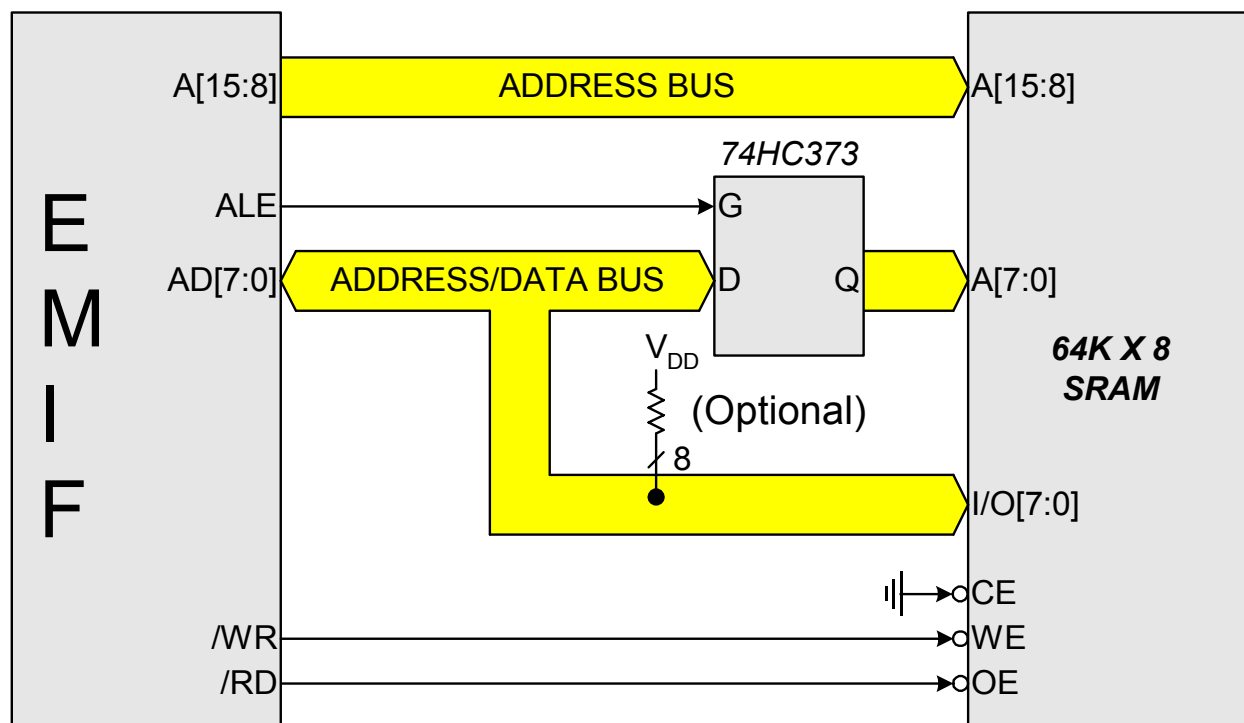 A[15:8]
ADDRESS BUS
A[15:8]
74HC373
ALE
G
AD[7:0]
ADDRESS/DATA BUS
D
Q
A[7:0]
E
M
I
F
VDD
(Optional)
8
64K X 8
SRAM
I/O[7:0]
CE
/WR
WE
/RD
OE